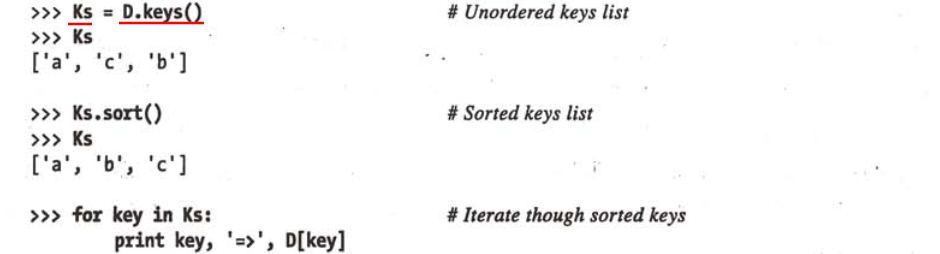 >>> Ks = D.keys() # Unordered keys list
>>> Ks
['a', 'c', 'b']
>>> Ks.sort() # Sorted keys list
>>> Ks
['a', 'b', 'c']
>>> for key in Ks: # Iterate though sorted keys
print key, '=>', D[key]